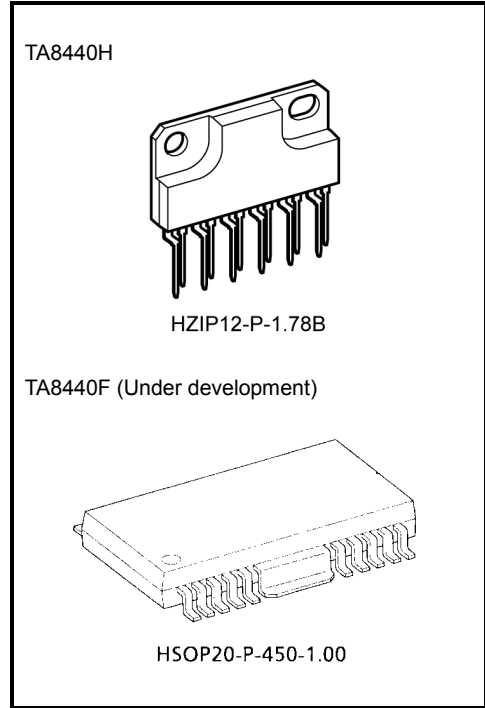 TA8440H
HZIP12-P-1.78B
TA8440F (Under development)
HSOP20-P-450-1.00